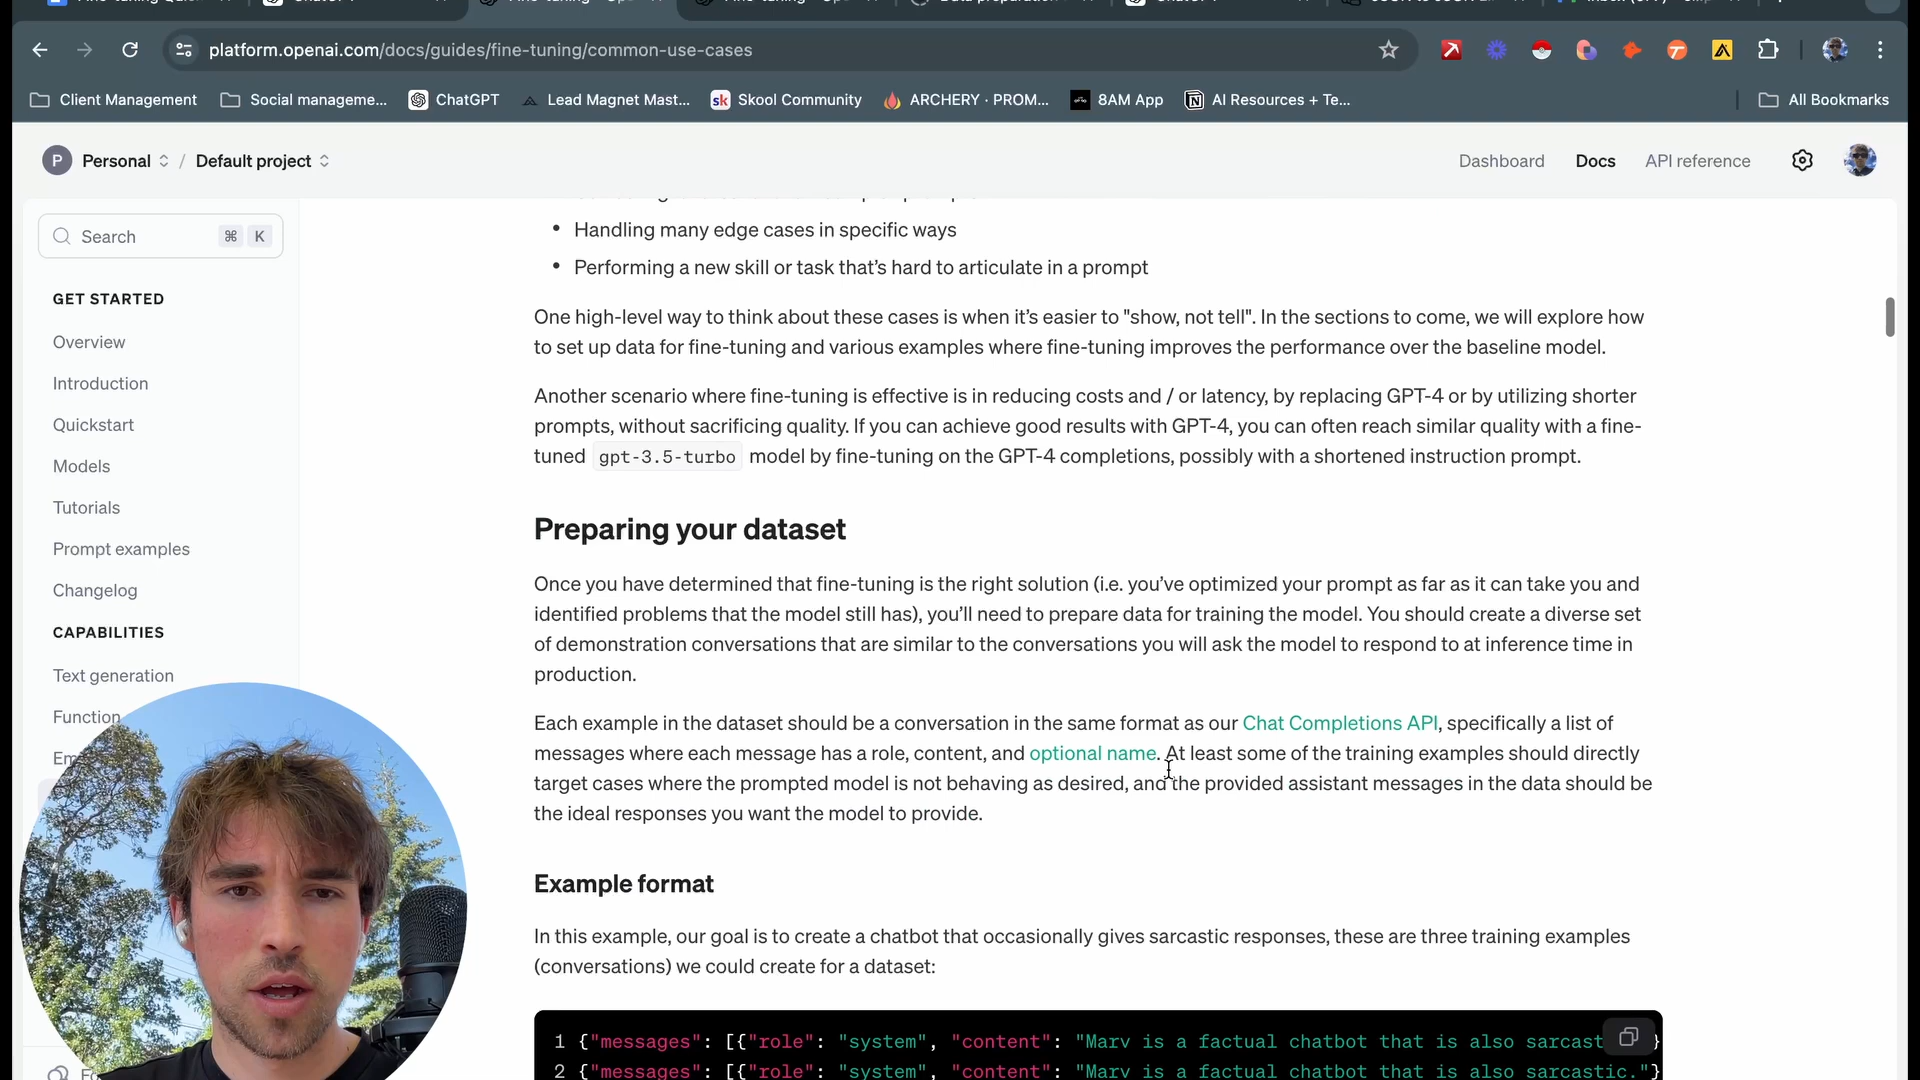 platform.openai.com/docs/guides/fine-tuning/common-use-cases
Client Management
Social manageme...
ChatGPT
Lead Magnet Mast...
sk Skool Community
ARCHERY · PROM...
8AM App
AI Resources + Te...
All Bookmarks
P Personal / Default project
Dashboard
Docs
API reference
Search ⌘ K
GET STARTED
Overview
Introduction
Quickstart
Models
Tutorials
Prompt examples
Changelog
CAPABILITIES
Text generation
Function
• Handling many edge cases in specific ways
• Performing a new skill or task that’s hard to articulate in a prompt
One high-level way to think about these cases is when it’s easier to "show, not tell". In the sections to come, we will explore how
to set up data for fine-tuning and various examples where fine-tuning improves the performance over the baseline model.
Another scenario where fine-tuning is effective is in reducing costs and / or latency, by replacing GPT-4 or by utilizing shorter
prompts, without sacrificing quality. If you can achieve good results with GPT-4, you can often reach similar quality with a fine-
tuned gpt-3.5-turbo model by fine-tuning on the GPT-4 completions, possibly with a shortened instruction prompt.
Preparing your dataset
Once you have determined that fine-tuning is the right solution (i.e. you’ve optimized your prompt as far as it can take you and
identified problems that the model still has), you’ll need to prepare data for training the model. You should create a diverse set
of demonstration conversations that are similar to the conversations you will ask the model to respond to at inference time in
production.
Each example in the dataset should be a conversation in the same format as our Chat Completions API, specifically a list of
messages where each message has a role, content, and optional name. At least some of the training examples should directly
target cases where the prompted model is not behaving as desired, and the provided assistant messages in the data should be
the ideal responses you want the model to provide.
Example format
In this example, our goal is to create a chatbot that occasionally gives sarcastic responses, these are three training examples
(conversations) we could create for a dataset:
1 {"messages": [{"role": "system", "content": "Marv is a factual chatbot that is also sarcast
2 {"messages": [{"role": "system", "content": "Marv is a factual chatbot that is also sarcastic."}